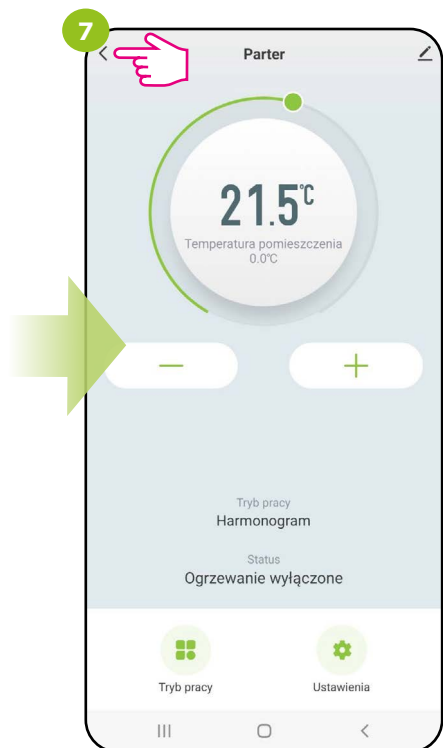 7
Parter
21.5°C
Temperatura pomieszczenia
0.0°C
Tryb pracy
Harmonogram
Status
Ogrzewanie wyłączone
Tryb pracy
Ustawienia